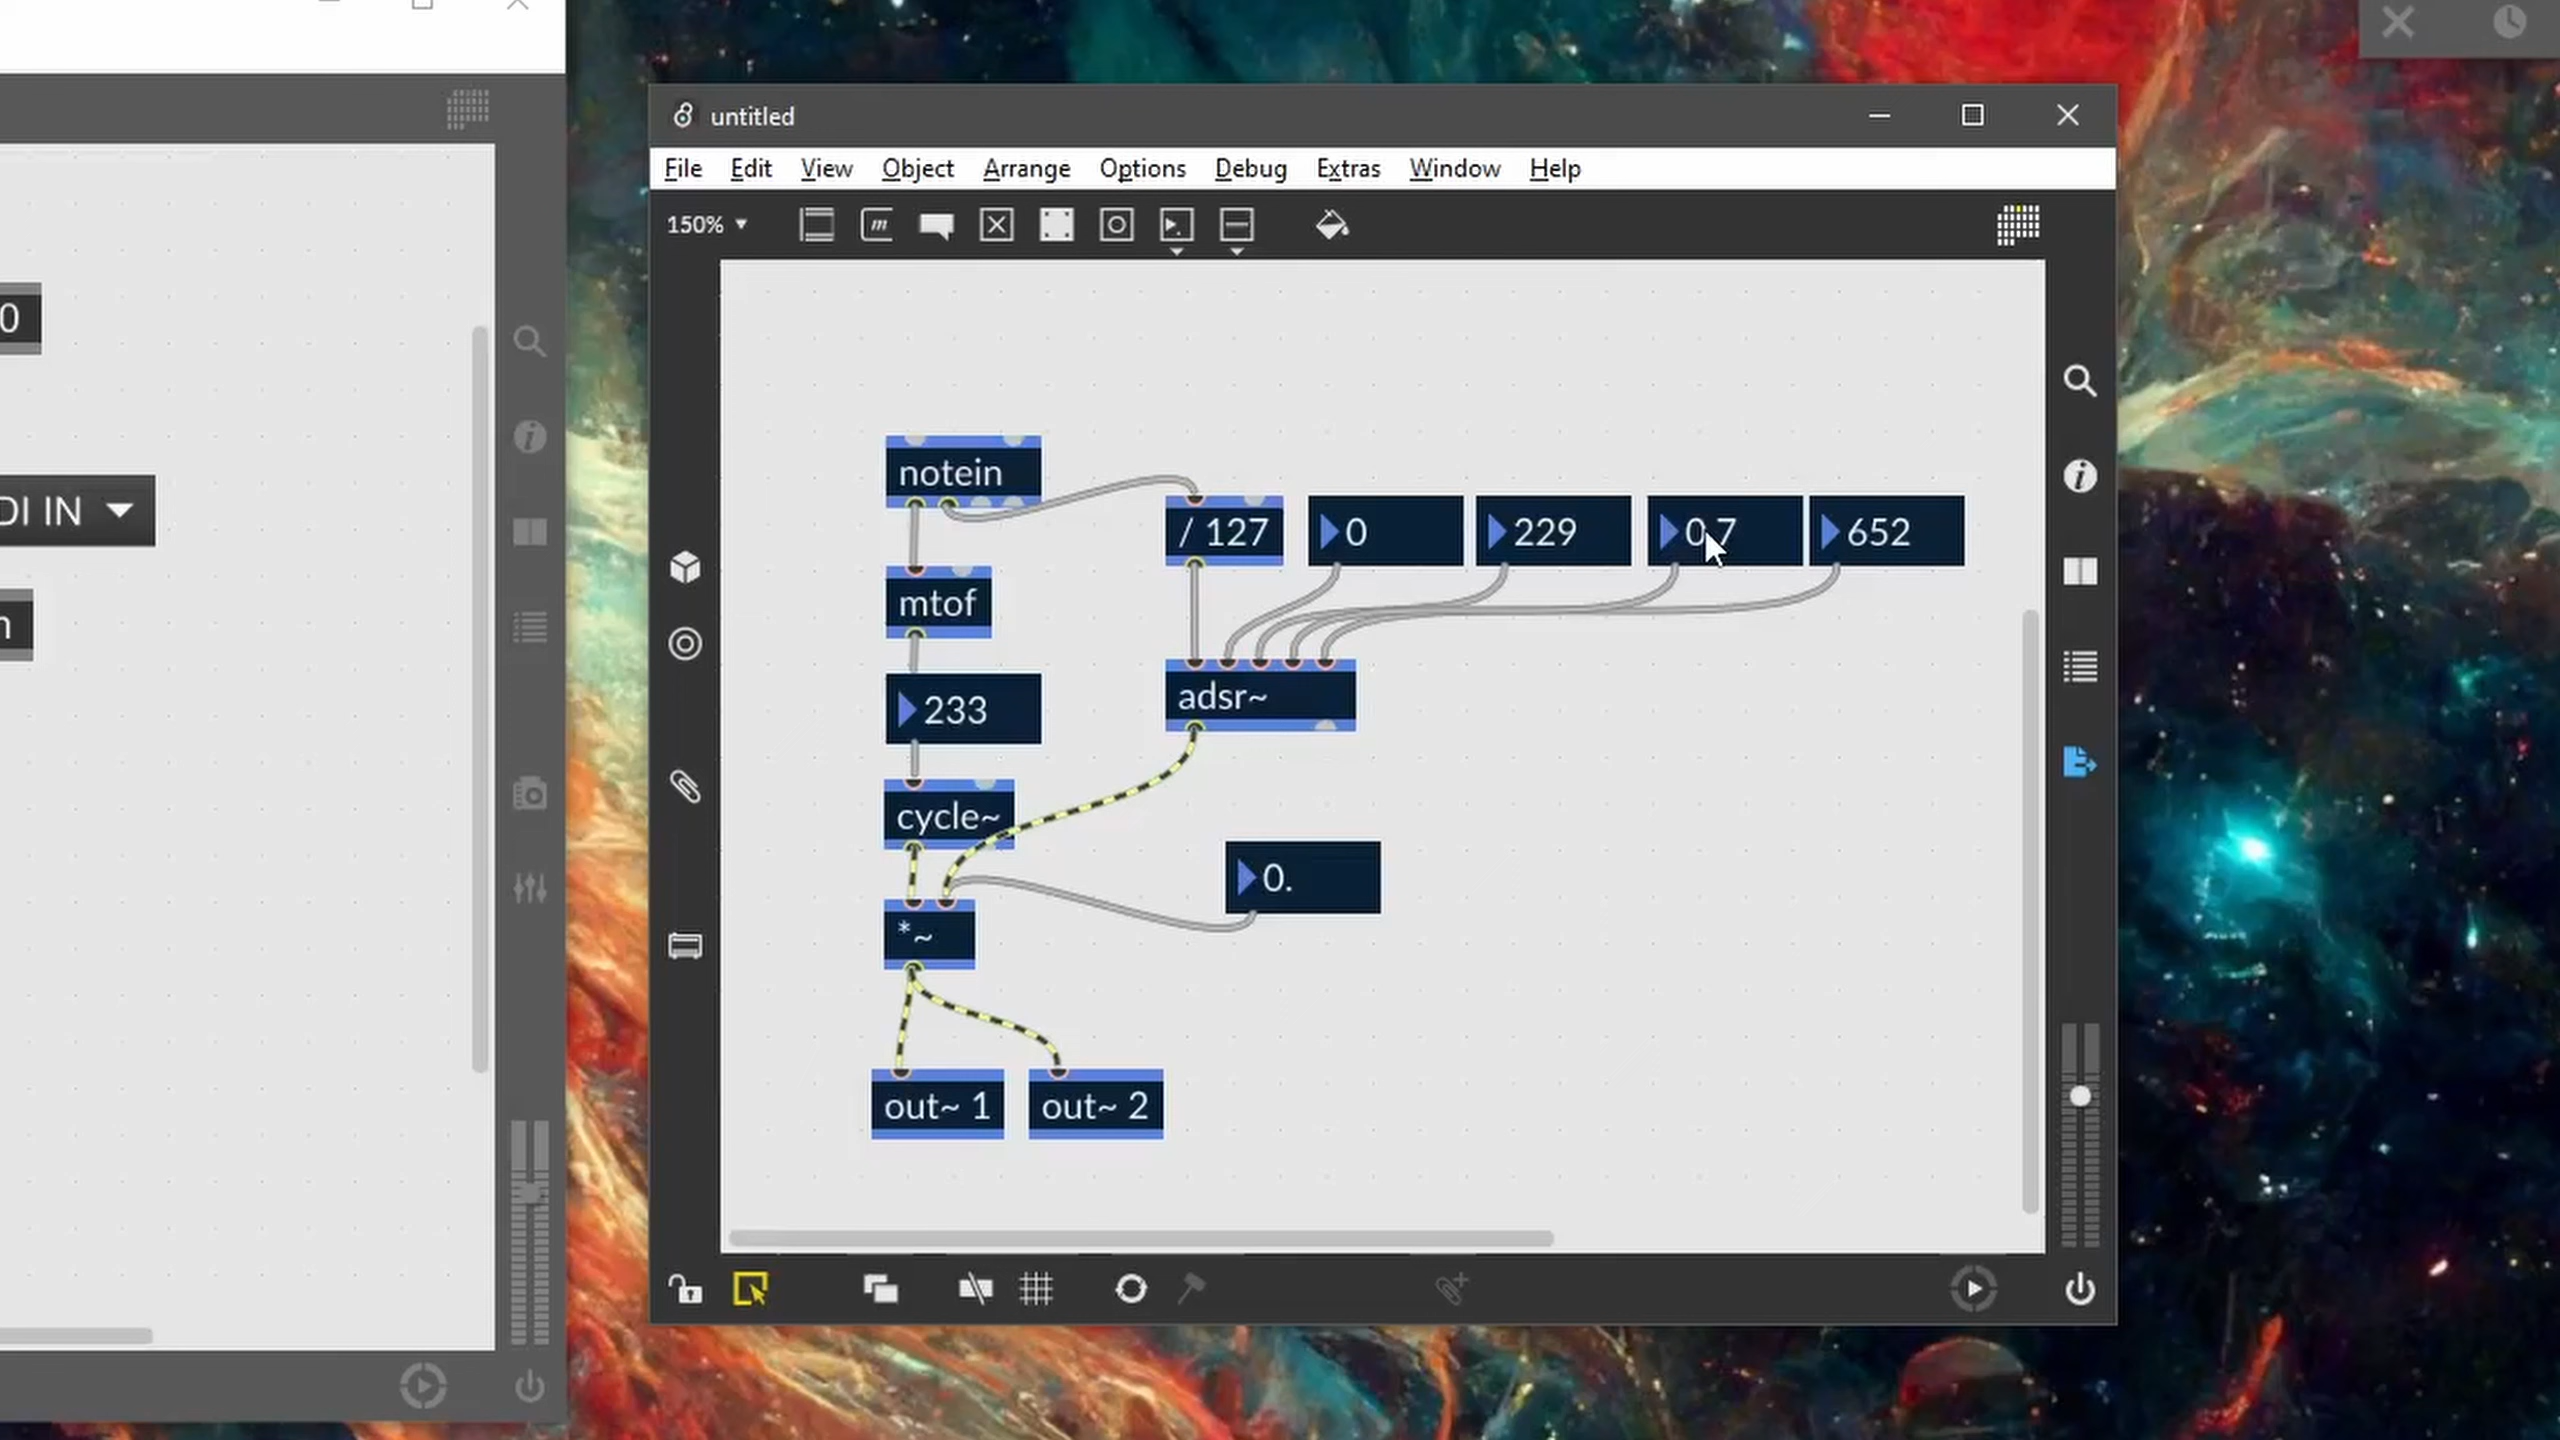 untitled
File Edit View Object Arrange Options Debug Extras Window Help
150%
m
0
DI IN
notein
/ 127
0
229
0.7
652
mtof
adsr~
233
cycle~
0.
*~
out~ 1
out~ 2